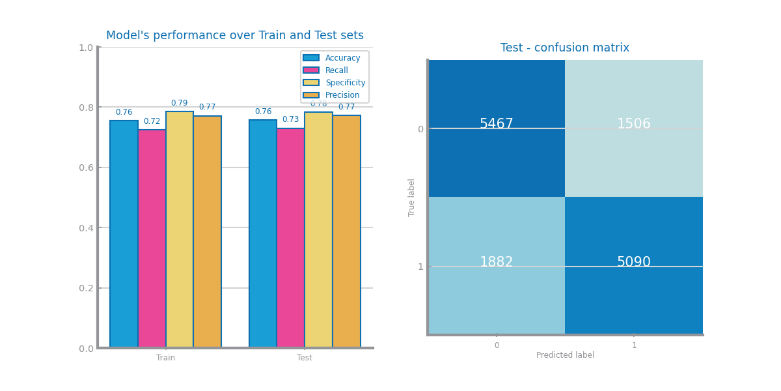 Model's performance over Train and Test sets
1.0
0.8
0.6
0.4
0.2
0.0
Accuracy
Recall
Specificity
Precision
0.76
0.72
0.79
0.77
0.76
0.73
0.77
Train
Test
Test - confusion matrix
True label
0
1
5467
1506
1882
5090
0
1
Predicted label